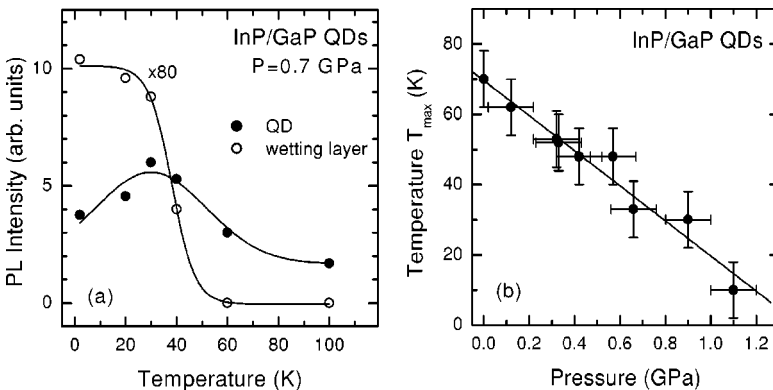 InP/GaP QDs
P=0.7 GPa
x80
QD
wetting layer
PL Intensity (arb. units)
10
5
0
(a)
0 20 40 60 80 100
Temperature (K)
InP/GaP QDs
Temperature Tmax (K)
80
60
40
20
0
(b)
0.0 0.2 0.4 0.6 0.8 1.0 1.2
Pressure (GPa)